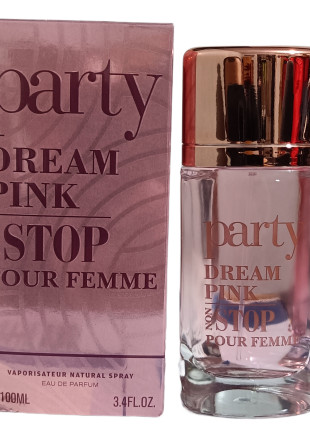 party
DREAM
PINK
STOP
POUR FEMME
VAPORISATEUR NATURAL SPRAY
EAU DE PARFUM
100ML 3.4FL.OZ.
party
DREAM
PINK
NON STOP
POUR FEMME